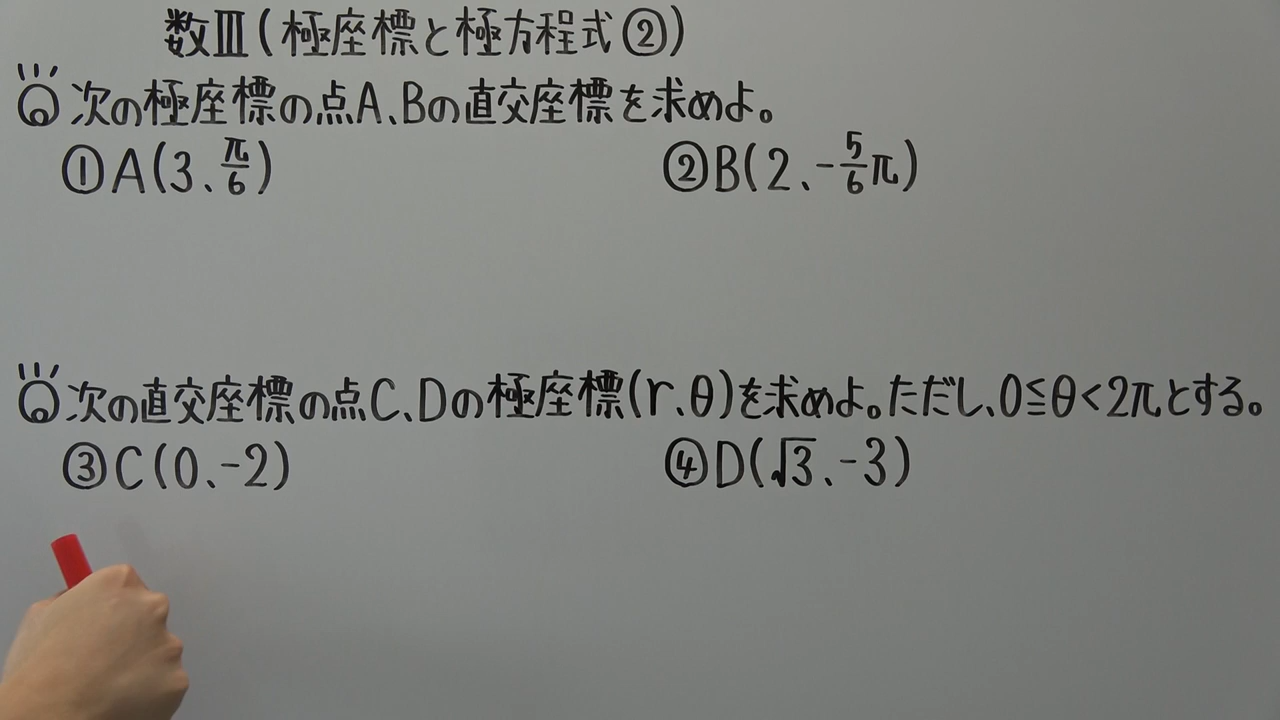 数Ⅲ(極座標と極方程式②)
Q 次の極座標の点A、Bの直交座標を求めよ。
①A(3、π/6) ②B(2、-5/6π)
Q 次の直交座標の点C、Dの極座標(r、θ)を求めよ。ただし、0≦θ<2πとする。
③C(0、-2) ④D(√3、-3)